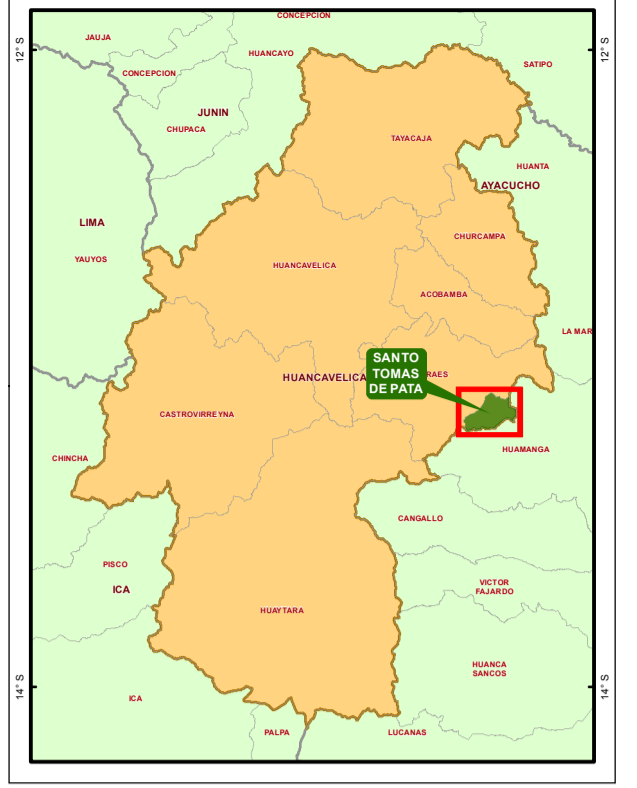 CONCEPCION
JAUJA
12° S
12° S
HUANCAYO
SATIPO
CONCEPCION
JUNIN
CHUPACA
TAYACAJA
HUANTA
AYACUCHO
LIMA
CHURCAMPA
YAUYOS
HUANCAVELICA
ACOBAMBA
LA MAR
SANTO
TOMAS
DE PATA
HUANCAVELICA
RAES
CASTROVIRREYNA
HUAMANGA
CHINCHA
CANGALLO
PISCO
ICA
VICTOR
FAJARDO
HUAYTARA
HUANCA
SANCOS
14° S
14° S
ICA
PALPA
LUCANAS